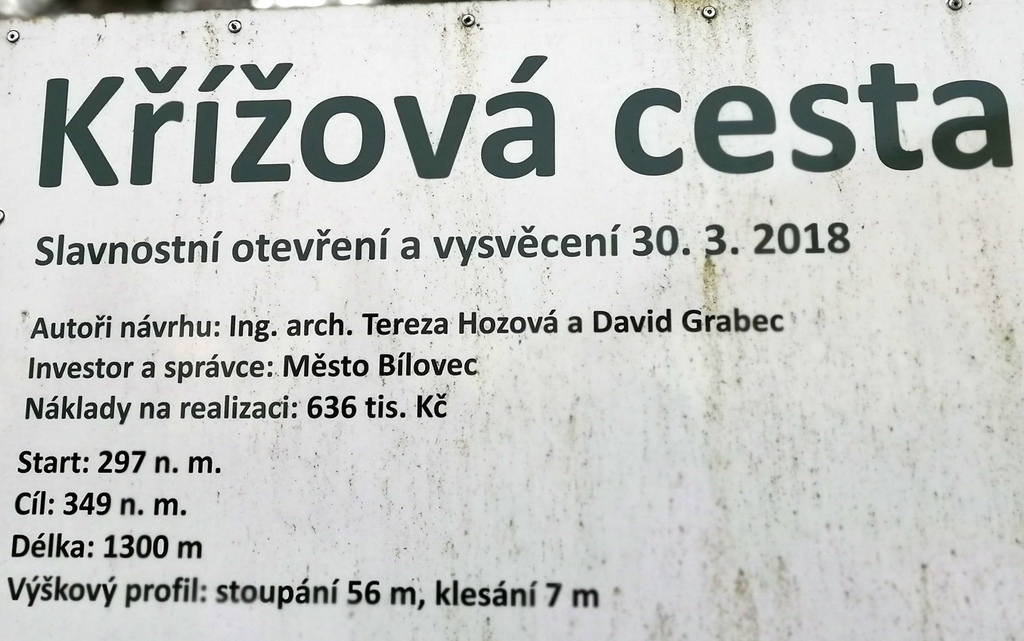 Křížová cesta
Slavnostní otevření a vysvěcení 30. 3. 2018
Autoři návrhu: Ing. arch. Tereza Hozová a David Grabec
Investor a správce: Město Bílovec
Náklady na realizaci: 636 tis. Kč
Start: 297 n. m.
Cíl: 349 n. m.
Délka: 1300 m
Výškový profil: stoupání 56 m, klesání 7 m